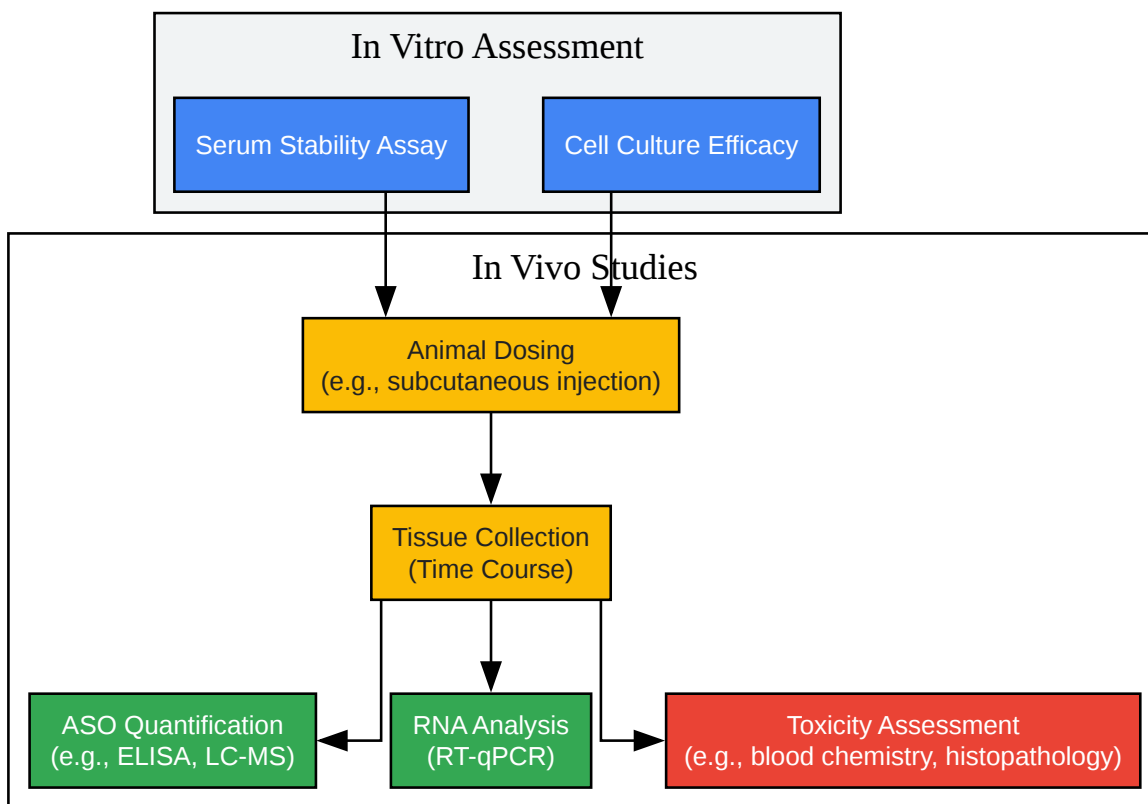 In Vitro Assessment
Serum Stability Assay
Cell Culture Efficacy
In Vivo Studies
Animal Dosing
(e.g., subcutaneous injection)
Tissue Collection
(Time Course)
ASO Quantification
(e.g., ELISA, LC-MS)
RNA Analysis
(RT-qPCR)
Toxicity Assessment
(e.g., blood chemistry, histopathology)